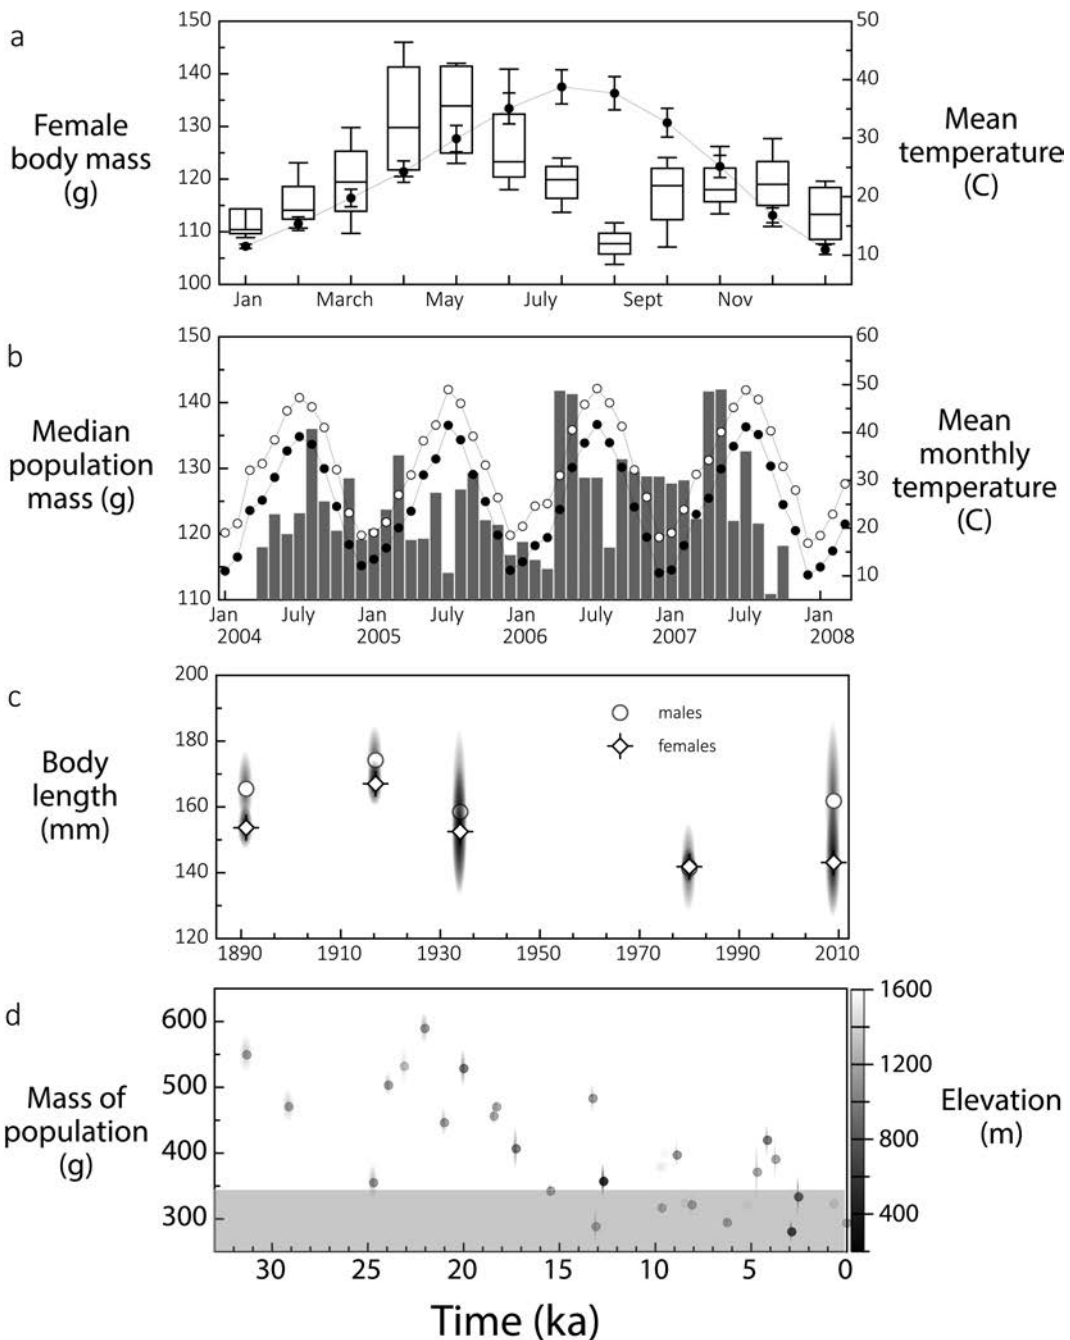 a
Female
body mass
(g)
150
140
130
120
110
100
50
40
30
20
10
Mean
temperature
(C)
Jan March May July Sept Nov
b
Median
population
mass (g)
150
140
130
120
110
60
50
40
30
20
10
Mean
monthly
temperature
(C)
Jan July Jan July Jan July Jan July Jan
2004 2005 2006 2007 2008
c
Body
length
(mm)
200
180
160
140
120
males
females
1890 1910 1930 1950 1970 1990 2010
d
Mass of
population
(g)
600
500
400
300
1600
1200
800
400
Elevation
(m)
30 25 20 15 10 5 0
Time (ka)